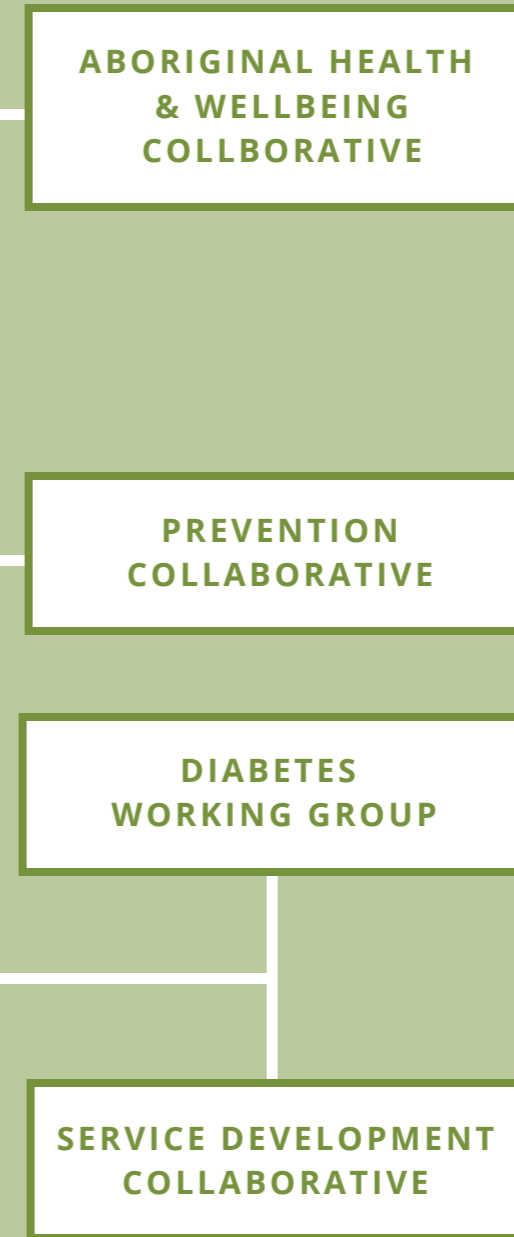 ABORIGINAL HEALTH
& WELLBEING
COLLBORATIVE
PREVENTION
COLLABORATIVE
DIABETES
WORKING GROUP
SERVICE DEVELOPMENT
COLLABORATIVE